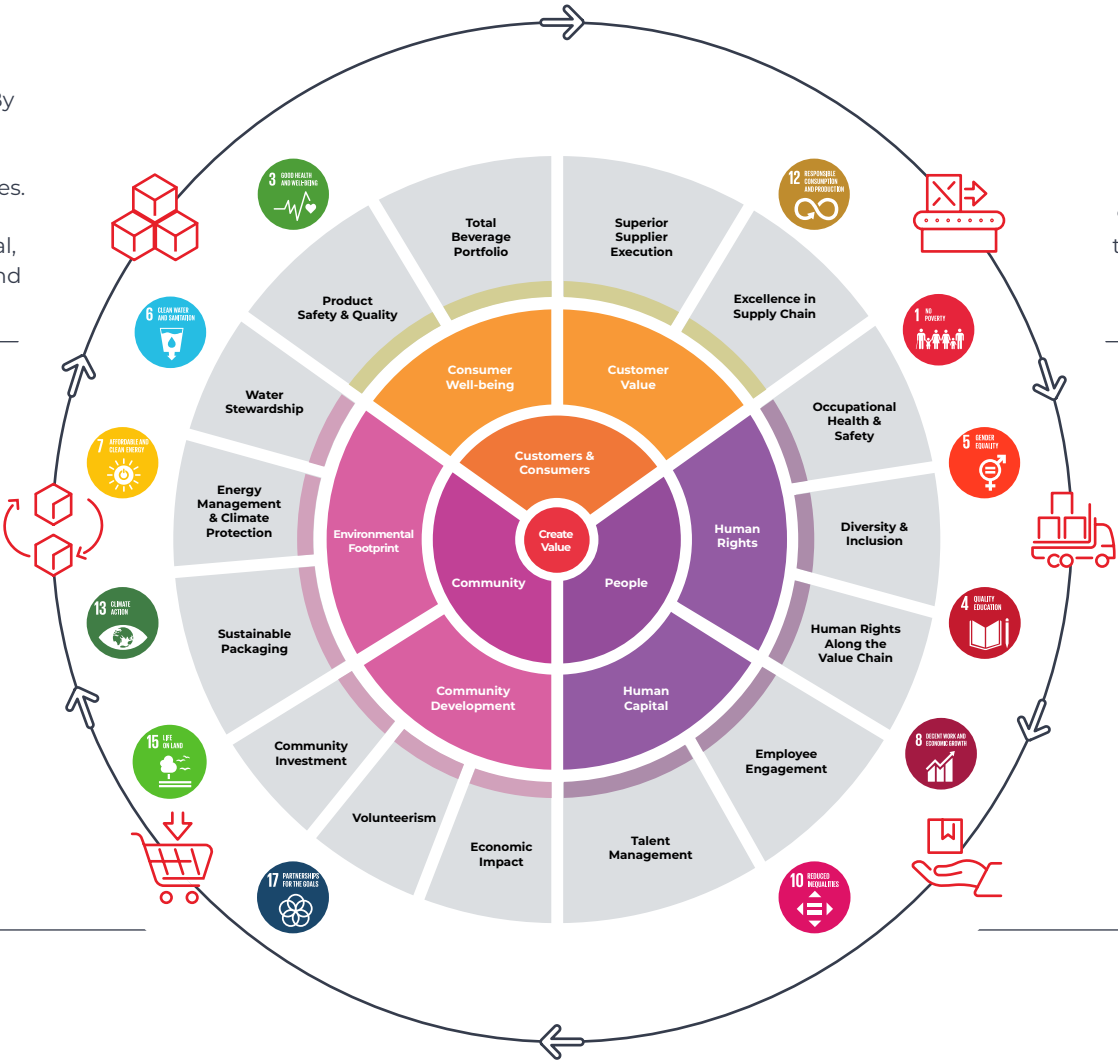 By
es.
al,
nd
t
3 GOOD HEALTH
AND WELL-BEING
12 RESPONSIBLE
CONSUMPTION
AND PRODUCTION
6 CLEAN WATER
AND SANITATION
1 NO
POVERTY
7 AFFORDABLE AND
CLEAN ENERGY
5 GENDER
EQUALITY
13 CLIMATE
ACTION
4 QUALITY
EDUCATION
15 LIFE
ON LAND
8 DECENT WORK AND
ECONOMIC GROWTH
17 PARTNERSHIPS
FOR THE GOALS
10 REDUCED
INEQUALITIES
Total
Beverage
Portfolio
Superior
Supplier
Execution
Product
Safety & Quality
Excellence in
Supply Chain
Water
Stewardship
Occupational
Health &
Safety
Energy
Management
& Climate
Protection
Diversity &
Inclusion
Sustainable
Packaging
Human Rights
Along the
Value Chain
Community
Investment
Employee
Engagement
Volunteerism
Economic
Impact
Talent
Management
Consumer
Well-being
Customer
Value
Environmental
Footprint
Human
Rights
Community
Development
Human
Capital
Customers &
Consumers
Community
People
Create
Value